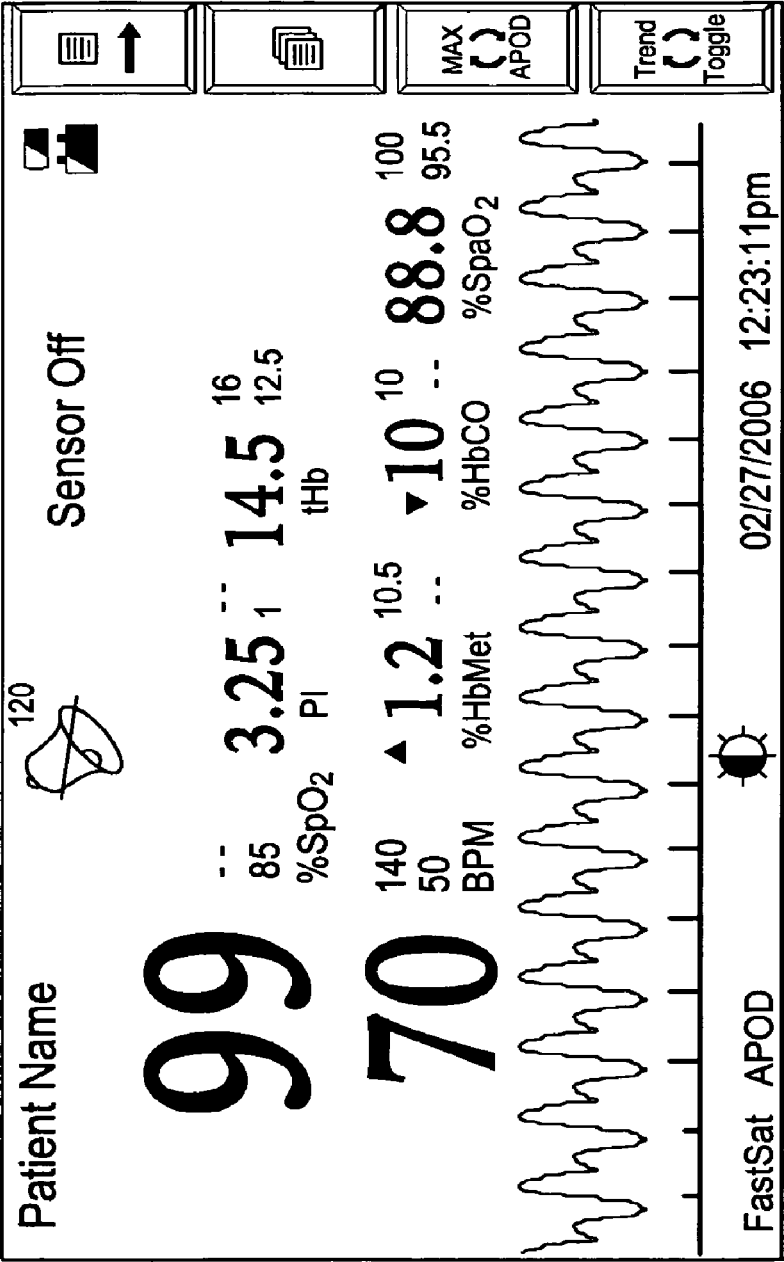 Patient Name
120
Sensor Off
99
--
85
%SpO2
3.25
--
1
PI
14.5
16
12.5
tHb
70
140
50
BPM
▲ 1.2
10.5
--
%HbMet
▼ 10
10
--
%HbCO
88.8
100
95.5
%SpaO2
FastSat APOD
02/27/2006 12:23:11pm
MAX
APOD
Trend
Toggle